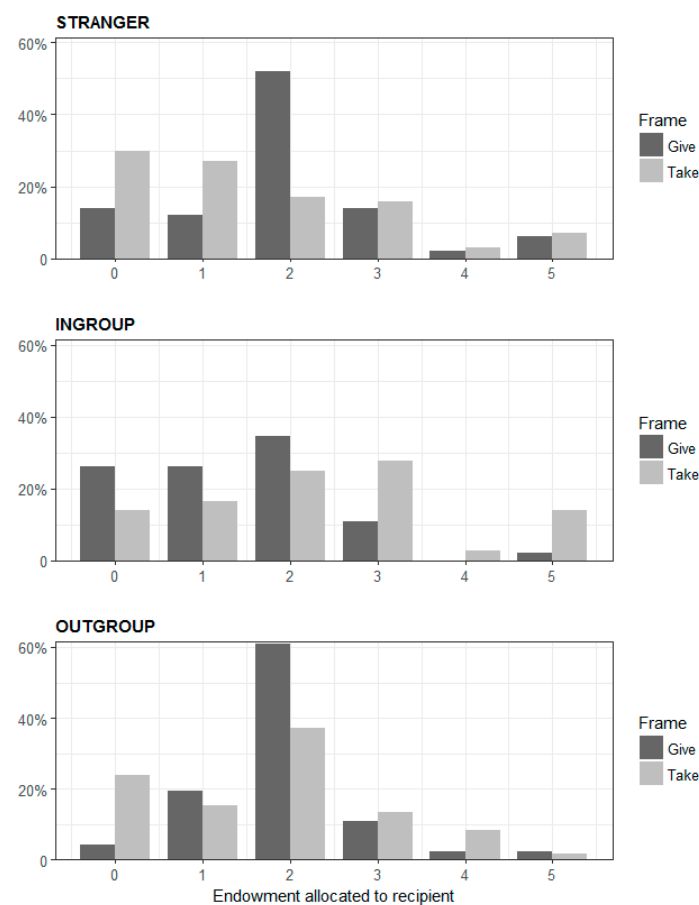 STRANGER
60%
40%
20%
0
0 1 2 3 4 5
Frame
Give
Take
INGROUP
60%
40%
20%
0
0 1 2 3 4 5
Frame
Give
Take
OUTGROUP
60%
40%
20%
0
0 1 2 3 4 5
Frame
Give
Take
Endowment allocated to recipient